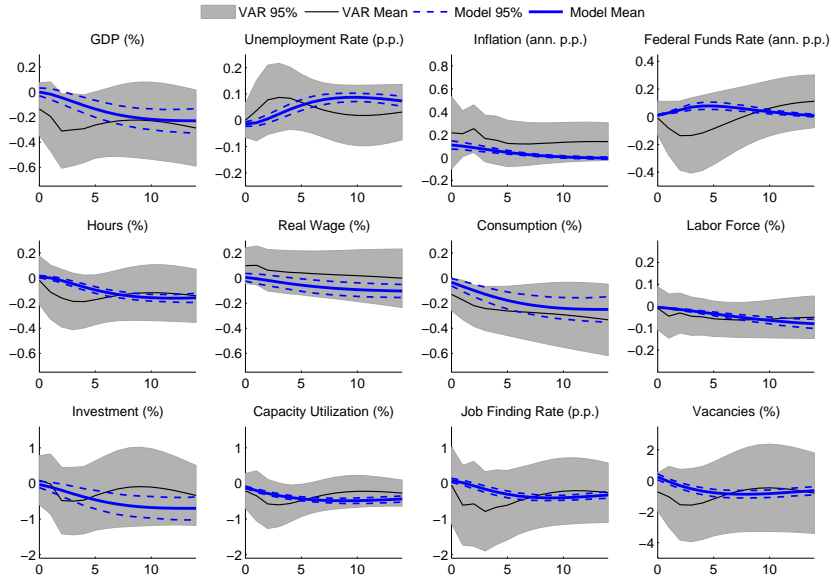 VAR 95% VAR Mean Model 95% Model Mean
GDP (%) Unemployment Rate (p.p.) Inflation (ann. p.p.) Federal Funds Rate (ann. p.p.)
0.2 0.2 0.8 0.4
0 0.1 0.6 0.2
−0.2 0 0.4 0
−0.4 −0.1 0.2 −0.2
−0.6 −0.2 0 −0.4
−0.2
0 5 10 0 5 10 0 5 10 0 5 10
Hours (%) Real Wage (%) Consumption (%) Labor Force (%)
0.2 0.2 0.2 0.2
0 0 0 0.1
−0.2 −0.2 −0.2 0
−0.4 −0.4 −0.4 −0.1
−0.6 −0.6 −0.6 −0.2
0 5 10 0 5 10 0 5 10 0 5 10
Investment (%) Capacity Utilization (%) Job Finding Rate (p.p.) Vacancies (%)
1 1 1 2
0 0 0 0
−1 −1 −1 −2
−2 −2 −2 −4
0 5 10 0 5 10 0 5 10 0 5 10